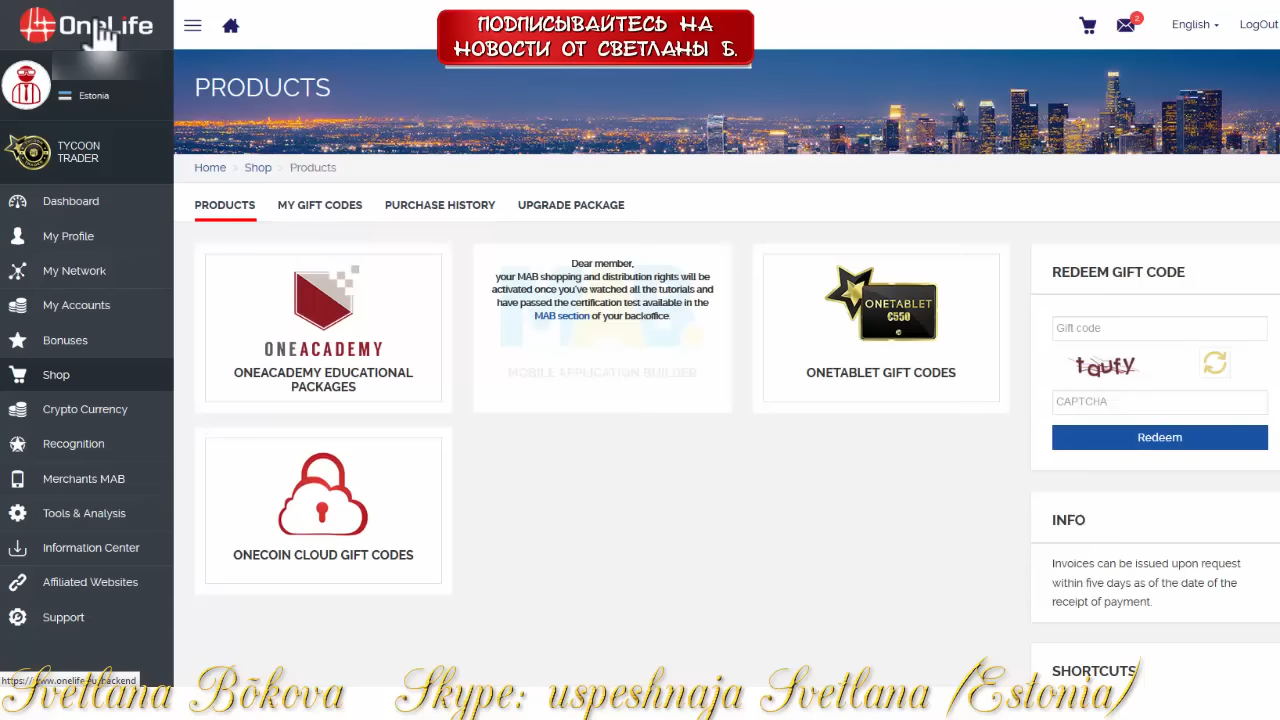 OneLife
ПОДПИСЫВАЙТЕСЬ НА
НОВОСТИ ОТ СВЕТЛАНЫ Б.
2
English
LogOut
Estonia
PRODUCTS
TYCOON
TRADER
Home > Shop > Products
Dashboard
My Profile
My Network
My Accounts
Bonuses
Shop
Crypto Currency
Recognition
Merchants MAB
Tools & Analysis
Information Center
Affiliated Websites
Support
PRODUCTS
MY GIFT CODES
PURCHASE HISTORY
UPGRADE PACKAGE
ONEACADEMY
ONEACADEMY EDUCATIONAL
PACKAGES
Dear member,
your MAB shopping and distribution rights will be
activated once you've watched all the tutorials and
have passed the certification test available in the
MAB section of your backoffice.
MAB
MOBILE APPLICATION BUILDER
ONETABLET
€550
ONETABLET GIFT CODES
ONECOIN CLOUD GIFT CODES
REDEEM GIFT CODE
Gift code
CAPTCHA
Redeem
INFO
Invoices can be issued upon request
within five days as of the date of the
receipt of payment.
SHORTCUTS
Svetlana Bõkova Skype: uspeshnaja Svetlana (Estonia)